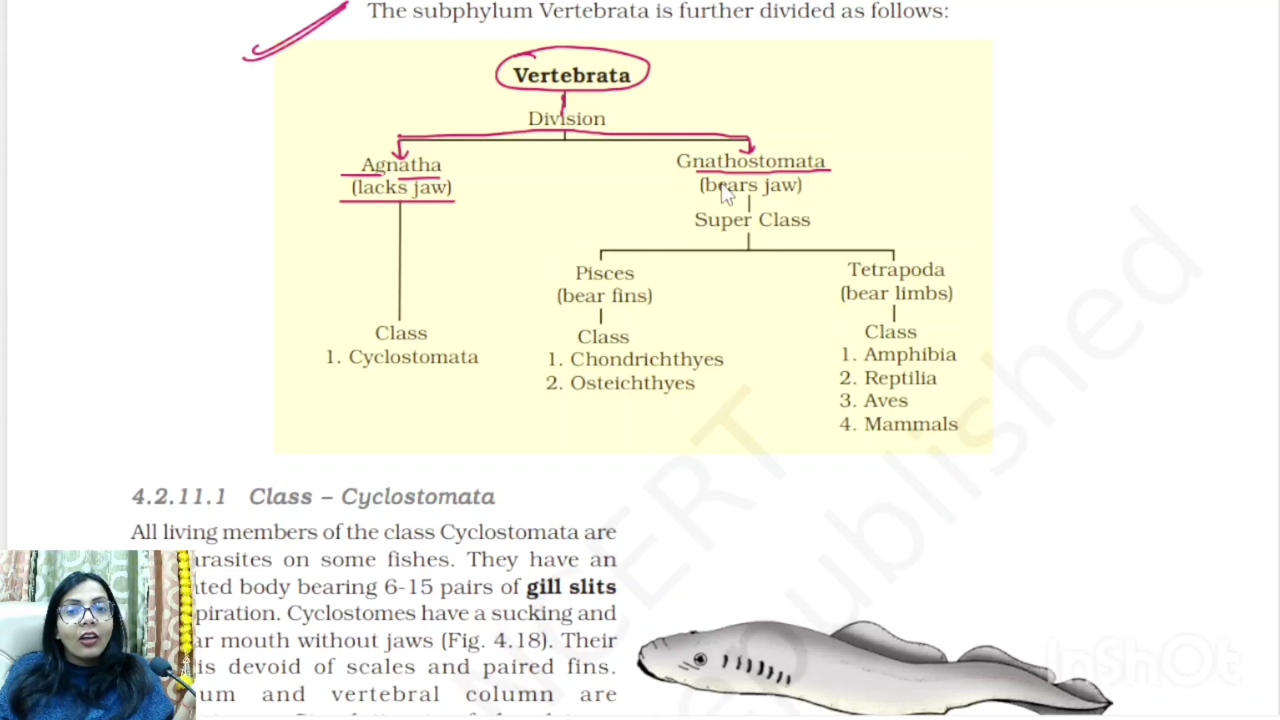 The subphylum Vertebrata is further divided as follows:
Vertebrata
Division
Agnatha
(lacks jaw)
Gnathostomata
(bears jaw)
Super Class
Pisces
(bear fins)
Tetrapoda
(bear limbs)
Class
1. Cyclostomata
Class
1. Chondrichthyes
2. Osteichthyes
Class
1. Amphibia
2. Reptilia
3. Aves
4. Mammals
4.2.11.1 Class – Cyclostomata
All living members of the class Cyclostomata are
on some fishes. They have an
body bearing 6-15 pairs of gill slits
Cyclostomes have a sucking and
mouth without jaws (Fig. 4.18). Their
is devoid of scales and paired fins.
and vertebral column are
NCERT
republished
InShOt